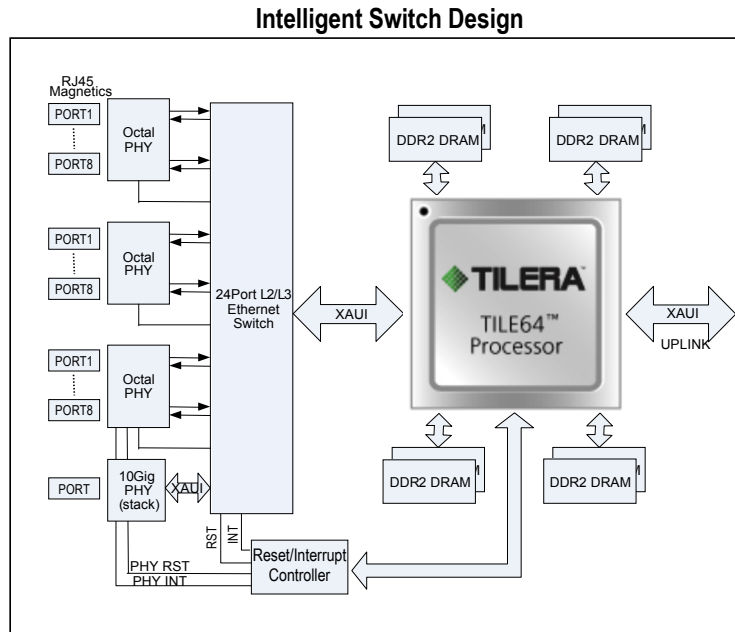 Intelligent Switch Design
RJ45
Magnetics
PORT1
PORT8
Octal
PHY
PORT1
PORT8
Octal
PHY
PORT1
PORT8
Octal
PHY
PORT
10Gig
PHY
(stack)
XAUI
24Port L2/L3
Ethernet
Switch
RST
INT
PHY RST
PHY INT
Reset/Interrupt
Controller
XAUI
DDR2 DRAM
DDR2 DRAM
TILERA™
TILE64™
Processor
XAUI
UPLINK
DDR2 DRAM
DDR2 DRAM